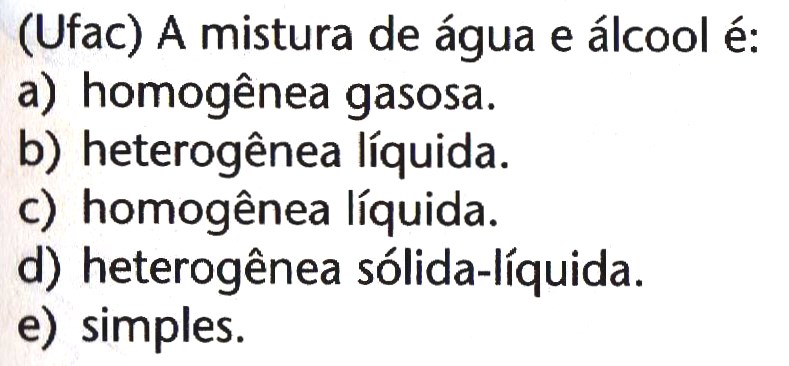 (Ufac) A mistura de água e álcool é:
a) homogênea gasosa.
b) heterogênea líquida.
c) homogênea líquida.
d) heterogênea sólida-líquida.
e) simples.